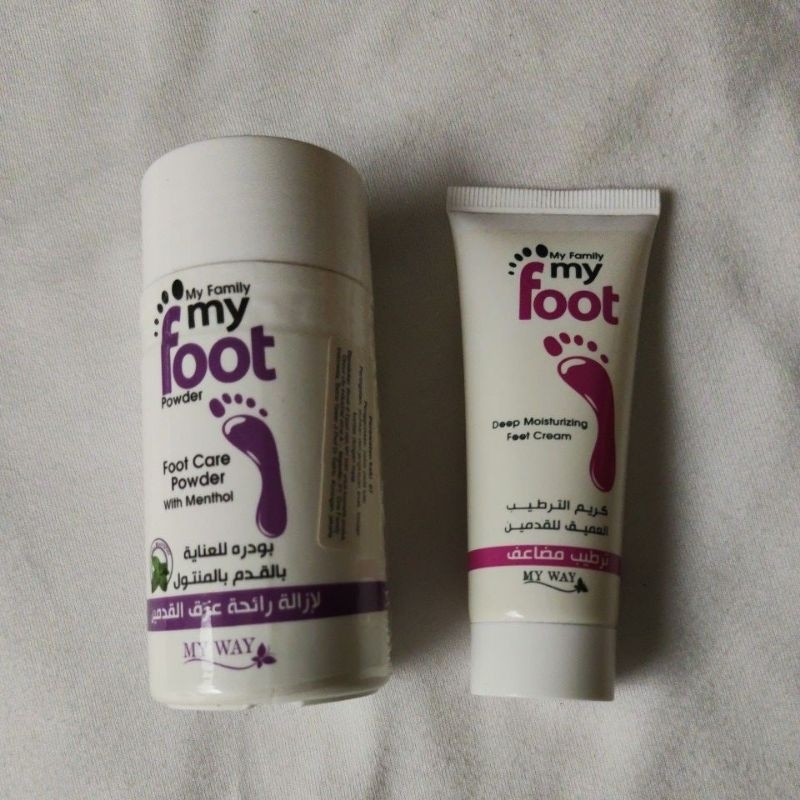 My Family
my
foot
Powder
Foot Care
Powder
With Menthol
بودره للعناية
بالقدم بالمنتول
لإزالة رائحة عرق القدمين
MY WAY
My Family
my
foot
Deep Moisturizing
Foot Cream
كريم الترطيب
العميق للقدمين
ترطيب مضاعف
MY WAY